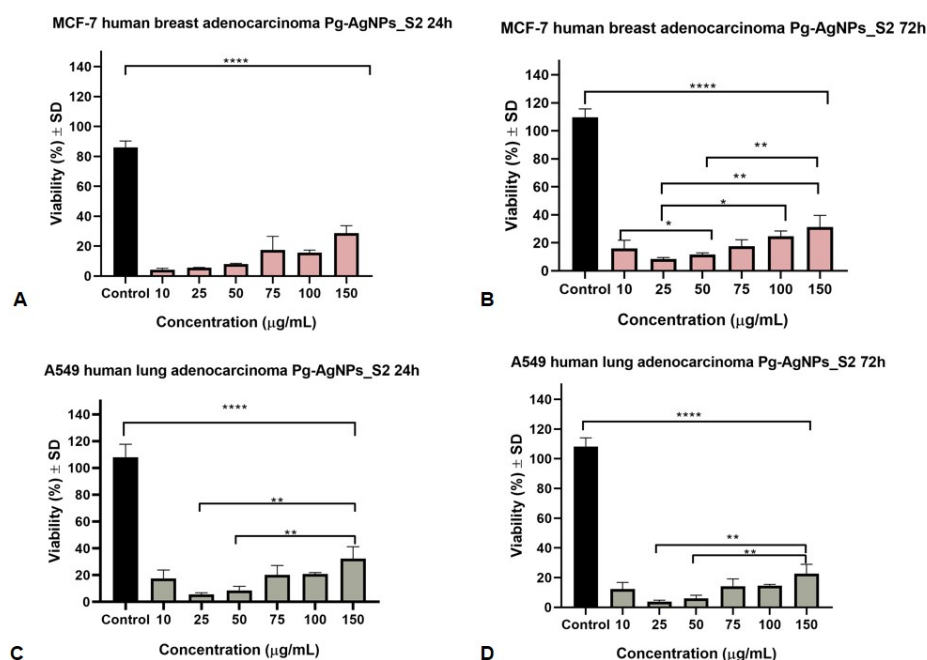 MCF-7 human breast adenocarcinoma Pg-AgNPs_S2 24h
****
Viability (%) ± SD
140
120
100
80
60
40
20
0
Control 10 25 50 75 100 150
Concentration (μg/mL)
A
MCF-7 human breast adenocarcinoma Pg-AgNPs_S2 72h
****
**
**
*
*
Viability (%) ± SD
140
120
100
80
60
40
20
0
Control 10 25 50 75 100 150
Concentration (μg/mL)
B
A549 human lung adenocarcinoma Pg-AgNPs_S2 24h
****
**
**
Viability (%) ± SD
140
120
100
80
60
40
20
0
Control 10 25 50 75 100 150
Concentration (μg/mL)
C
A549 human lung adenocarcinoma Pg-AgNPs_S2 72h
****
**
**
Viability (%) ± SD
140
120
100
80
60
40
20
0
Control 10 25 50 75 100 150
Concentration (μg/mL)
D